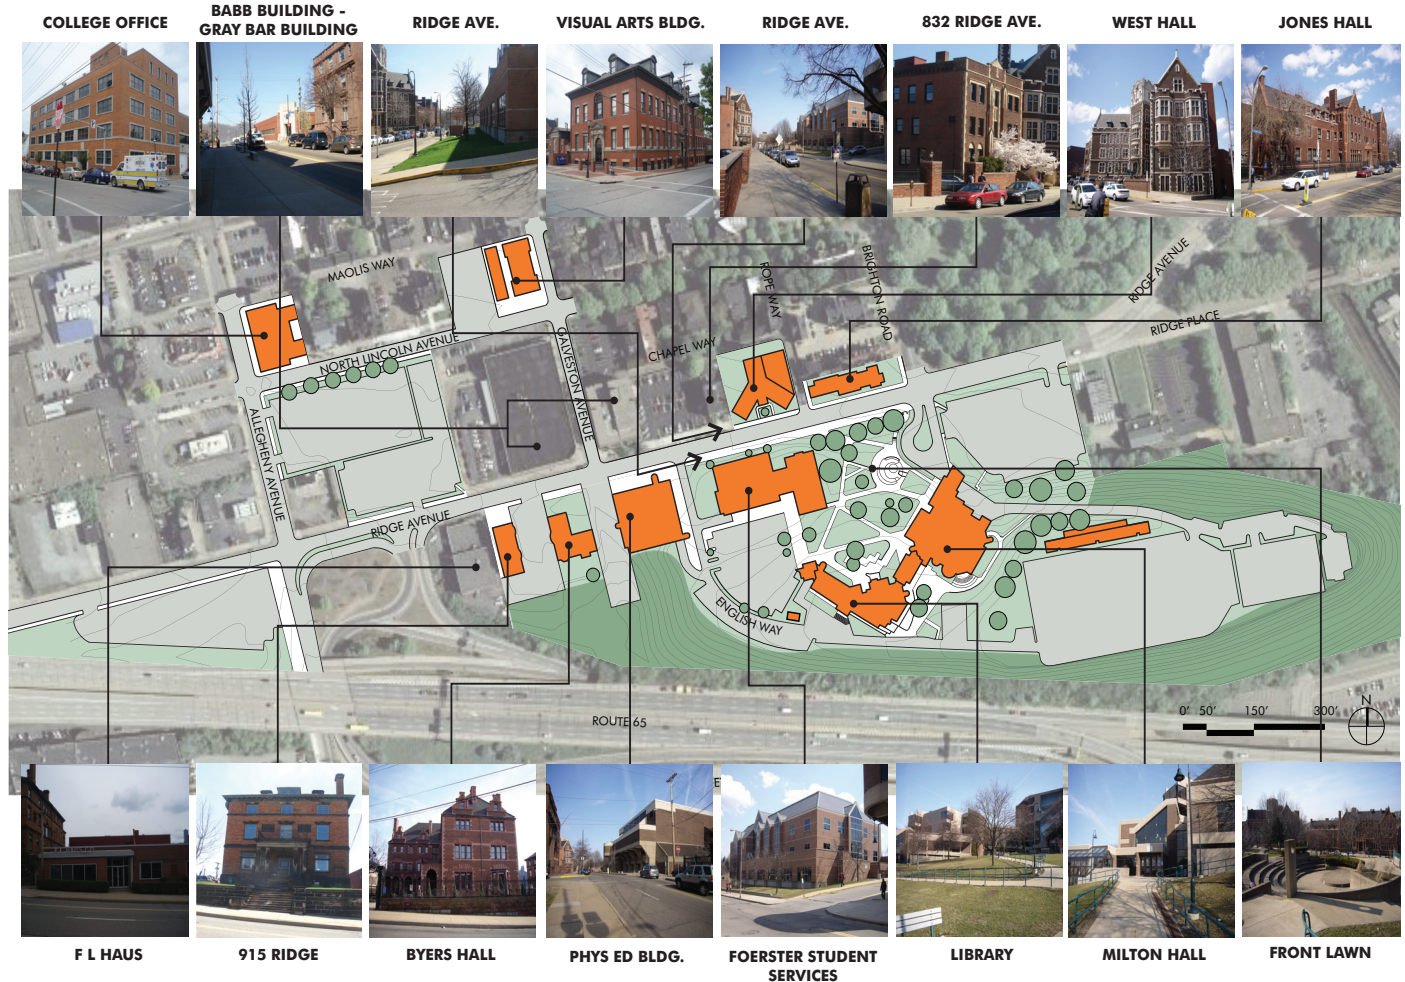 COLLEGE OFFICE
BABB BUILDING -
GRAY BAR BUILDING
RIDGE AVE.
VISUAL ARTS BLDG.
RIDGE AVE.
832 RIDGE AVE.
WEST HALL
JONES HALL
MAOLIS WAY
ROPE WAY
BRIGHTON ROAD
RIDGE AVENUE
RIDGE PLACE
NORTH LINCOLN AVENUE
GALVESTON AVENUE
CHAPEL WAY
ALLEGHENY AVENUE
RIDGE AVENUE
ENGLISH WAY
ROUTE 65
0' 50' 150' 300'
N
F L HAUS
915 RIDGE
BYERS HALL
PHYS ED BLDG.
FOERSTER STUDENT
SERVICES
LIBRARY
MILTON HALL
FRONT LAWN